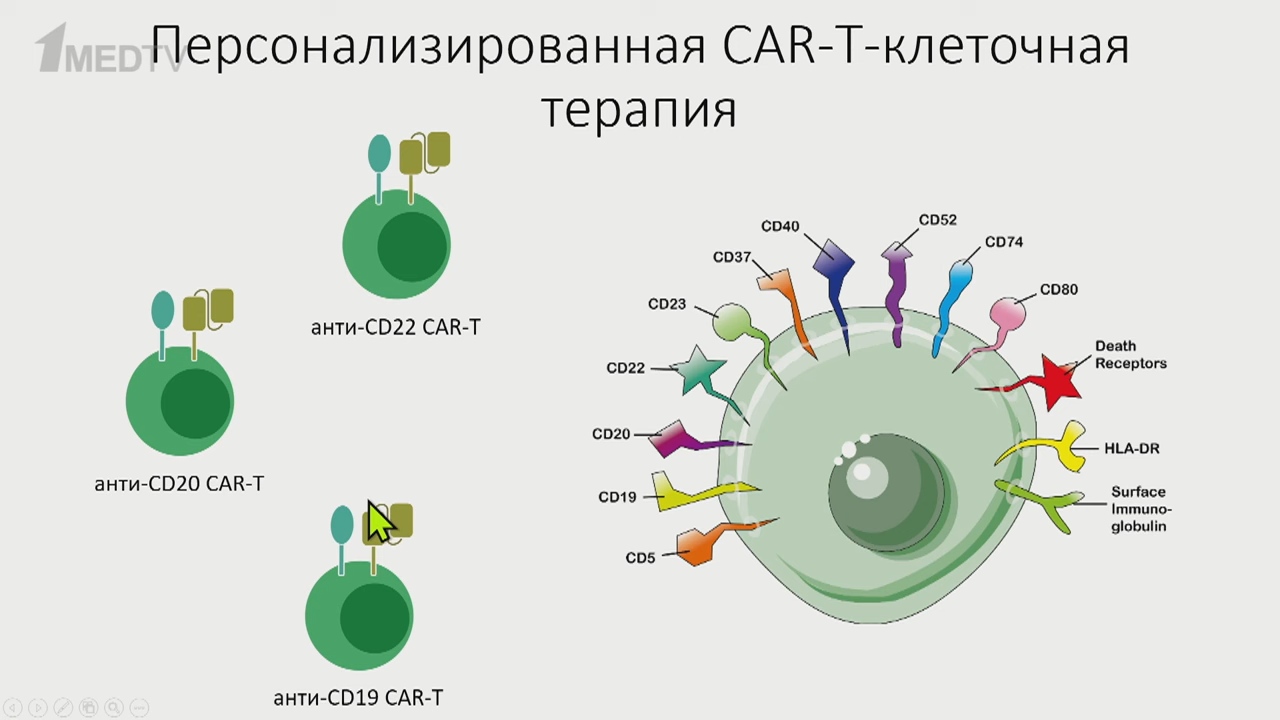 1MEDTV
Персонализированная CAR-T-клеточная
терапия
анти-CD22 CAR-T
анти-CD20 CAR-T
анти-CD19 CAR-T
CD40
CD52
CD37
CD74
CD23
CD80
Death
Receptors
CD22
CD20
HLA-DR
CD19
Surface
Immuno-
globulin
CD5